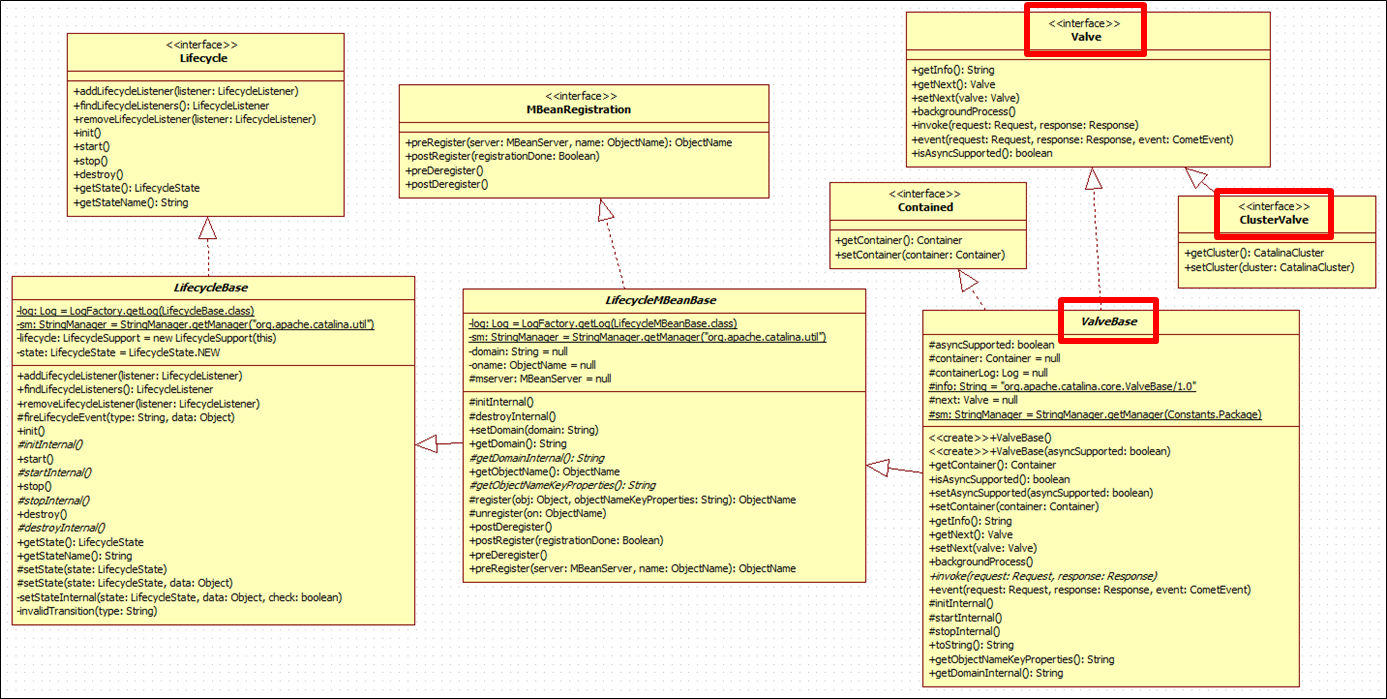 <<interface>>
Lifecycle
+addLifecycleListener(listener: LifecycleListener)
+findLifecycleListeners(): LifecycleListener
+removeLifecycleListener(listener: LifecycleListener)
+init()
+start()
+stop()
+destroy()
+getState(): LifecycleState
+getStateName(): String
<<interface>>
MBeanRegistration
+preRegister(server: MBeanServer, name: ObjectName): ObjectName
+postRegister(registrationDone: Boolean)
+preDeregister()
+postDeregister()
<<interface>>
Valve
+getInfo(): String
+getNext(): Valve
+setNext(valve: Valve)
+backgroundProcess()
+invoke(request: Request, response: Response)
+event(request: Request, response: Response, event: CometEvent)
+isAsyncSupported(): boolean
<<interface>>
Contained
+getContainer(): Container
+setContainer(container: Container)
<<interface>>
ClusterValve
+getCluster(): CatalinaCluster
+setCluster(cluster: CatalinaCluster)
LifecycleBase
-log: Log = LogFactory.getLog(LifecycleBase.class)
-sm: StringManager = StringManager.getManager("org.apache.catalina.util")
-lifecycle: LifecycleSupport = new LifecycleSupport(this)
-state: LifecycleState = LifecycleState.NEW
+addLifecycleListener(listener: LifecycleListener)
+findLifecycleListeners(): LifecycleListener
+removeLifecycleListener(listener: LifecycleListener)
#fireLifecycleEvent(type: String, data: Object)
+init()
#initInternal()
+start()
#startInternal()
+stop()
#stopInternal()
+destroy()
#destroyInternal()
+getState(): LifecycleState
+getStateName(): String
#setState(state: LifecycleState)
#setState(state: LifecycleState, data: Object)
-setStateInternal(state: LifecycleState, data: Object, check: boolean)
-invalidTransition(type: String)
LifecycleMBeanBase
-log: Log = LogFactory.getLog(LifecycleMBeanBase.class)
-sm: StringManager = StringManager.getManager("org.apache.catalina.util")
-domain: String = null
-oname: ObjectName = null
#mserver: MBeanServer = null
#initInternal()
#destroyInternal()
+setDomain(domain: String)
+getDomain(): String
#getDomainInternal(): String
+getObjectName(): ObjectName
#getObjectNameKeyProperties(): String
#register(obj: Object, objectNameKeyProperties: String): ObjectName
#unregister(on: ObjectName)
+postDeregister()
+postRegister(registrationDone: Boolean)
+preDeregister()
+preRegister(server: MBeanServer, name: ObjectName): ObjectName
ValveBase
#asyncSupported: boolean
#container: Container = null
#containerLog: Log = null
#info: String = "org.apache.catalina.core.ValveBase/1.0"
#next: Valve = null
#sm: StringManager = StringManager.getManager(Constants.Package)
<<create>>+ValveBase()
<<create>>+ValveBase(asyncSupported: boolean)
+getContainer(): Container
+isAsyncSupported(): boolean
+setAsyncSupported(asyncSupported: boolean)
+setContainer(container: Container)
+getInfo(): String
+getNext(): Valve
+setNext(valve: Valve)
+backgroundProcess()
+invoke(request: Request, response: Response)
+event(request: Request, response: Response, event: CometEvent)
#initInternal()
#startInternal()
#stopInternal()
+toString(): String
+getObjectNameKeyProperties(): String
+getDomainInternal(): String